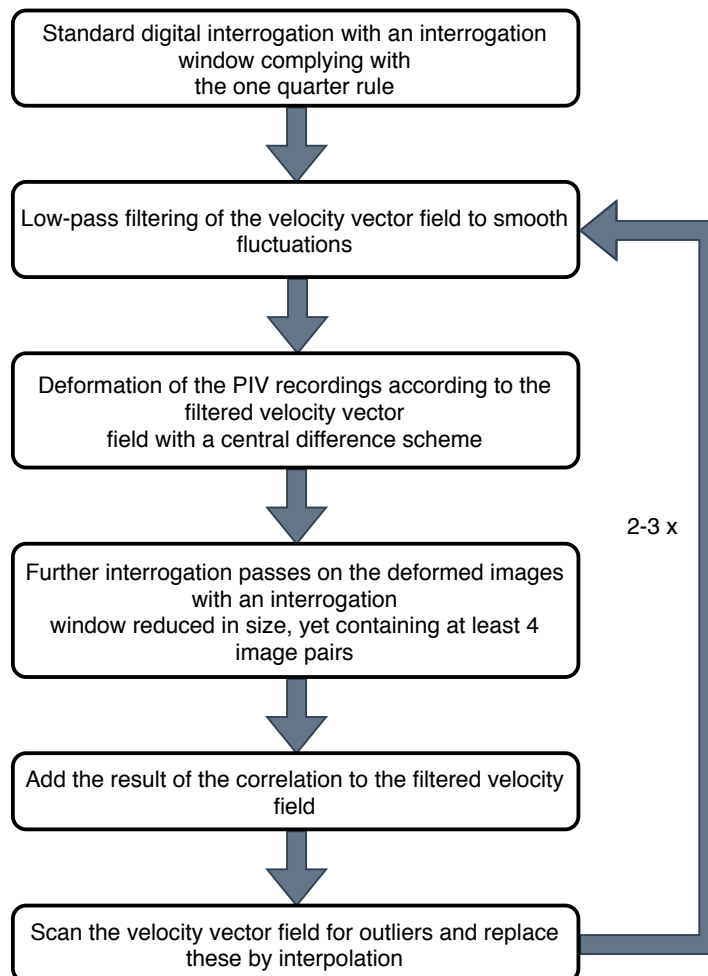 Standard digital interrogation with an interrogation
window complying with
the one quarter rule
Low-pass filtering of the velocity vector field to smooth
fluctuations
Deformation of the PIV recordings according to the
filtered velocity vector
field with a central difference scheme
2-3 x
Further interrogation passes on the deformed images
with an interrogation
window reduced in size, yet containing at least 4
image pairs
Add the result of the correlation to the filtered velocity
field
Scan the velocity vector field for outliers and replace
these by interpolation